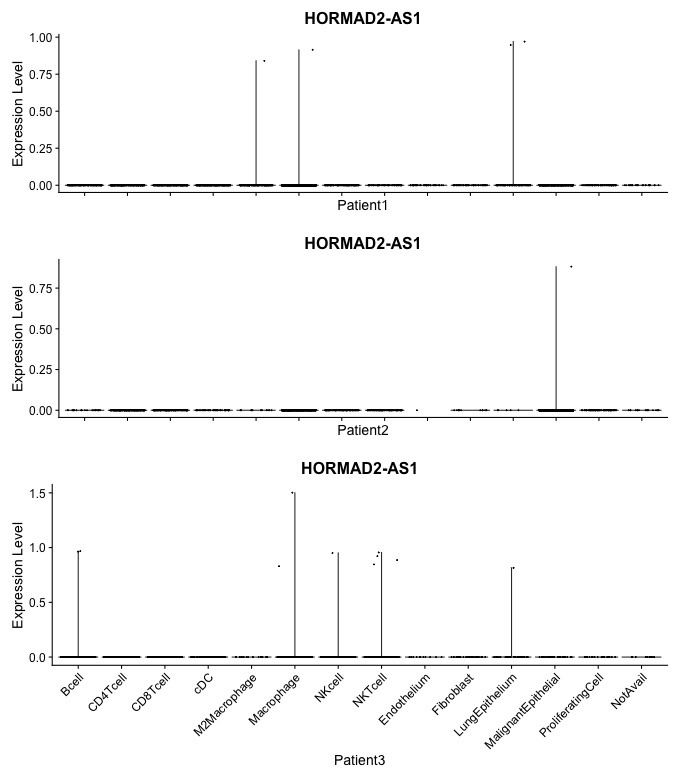 HORMAD2-AS1
Expression Level
1.00
0.75
0.50
0.25
0.00
Patient1
HORMAD2-AS1
Expression Level
0.75
0.50
0.25
0.00
Patient2
HORMAD2-AS1
Expression Level
1.5
1.0
0.5
0.0
Bcell
CD4Tcell
CD8Tcell
cDC
M2Macrophage
Macrophage
NKcell
NKTcell
Endothelium
Fibroblast
LungEpithelium
MalignantEpithelial
ProliferatingCell
NotAvail
Patient3